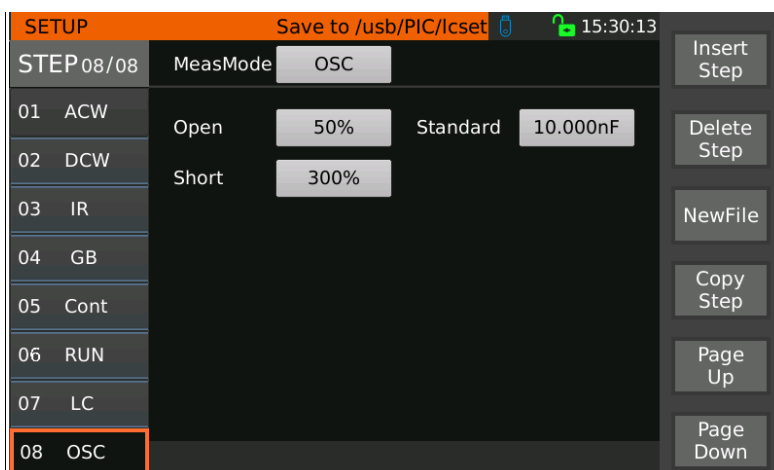 SETUP Save to /usb/PIC/lcset 15:30:13
STEP 08/08 MeasMode OSC
01 ACW
02 DCW
03 IR
04 GB
05 Cont
06 RUN
07 LC
08 OSC
Open 50% Standard 10.000nF
Short 300%
Insert
Step
Delete
Step
NewFile
Copy
Step
Page
Up
Page
Down